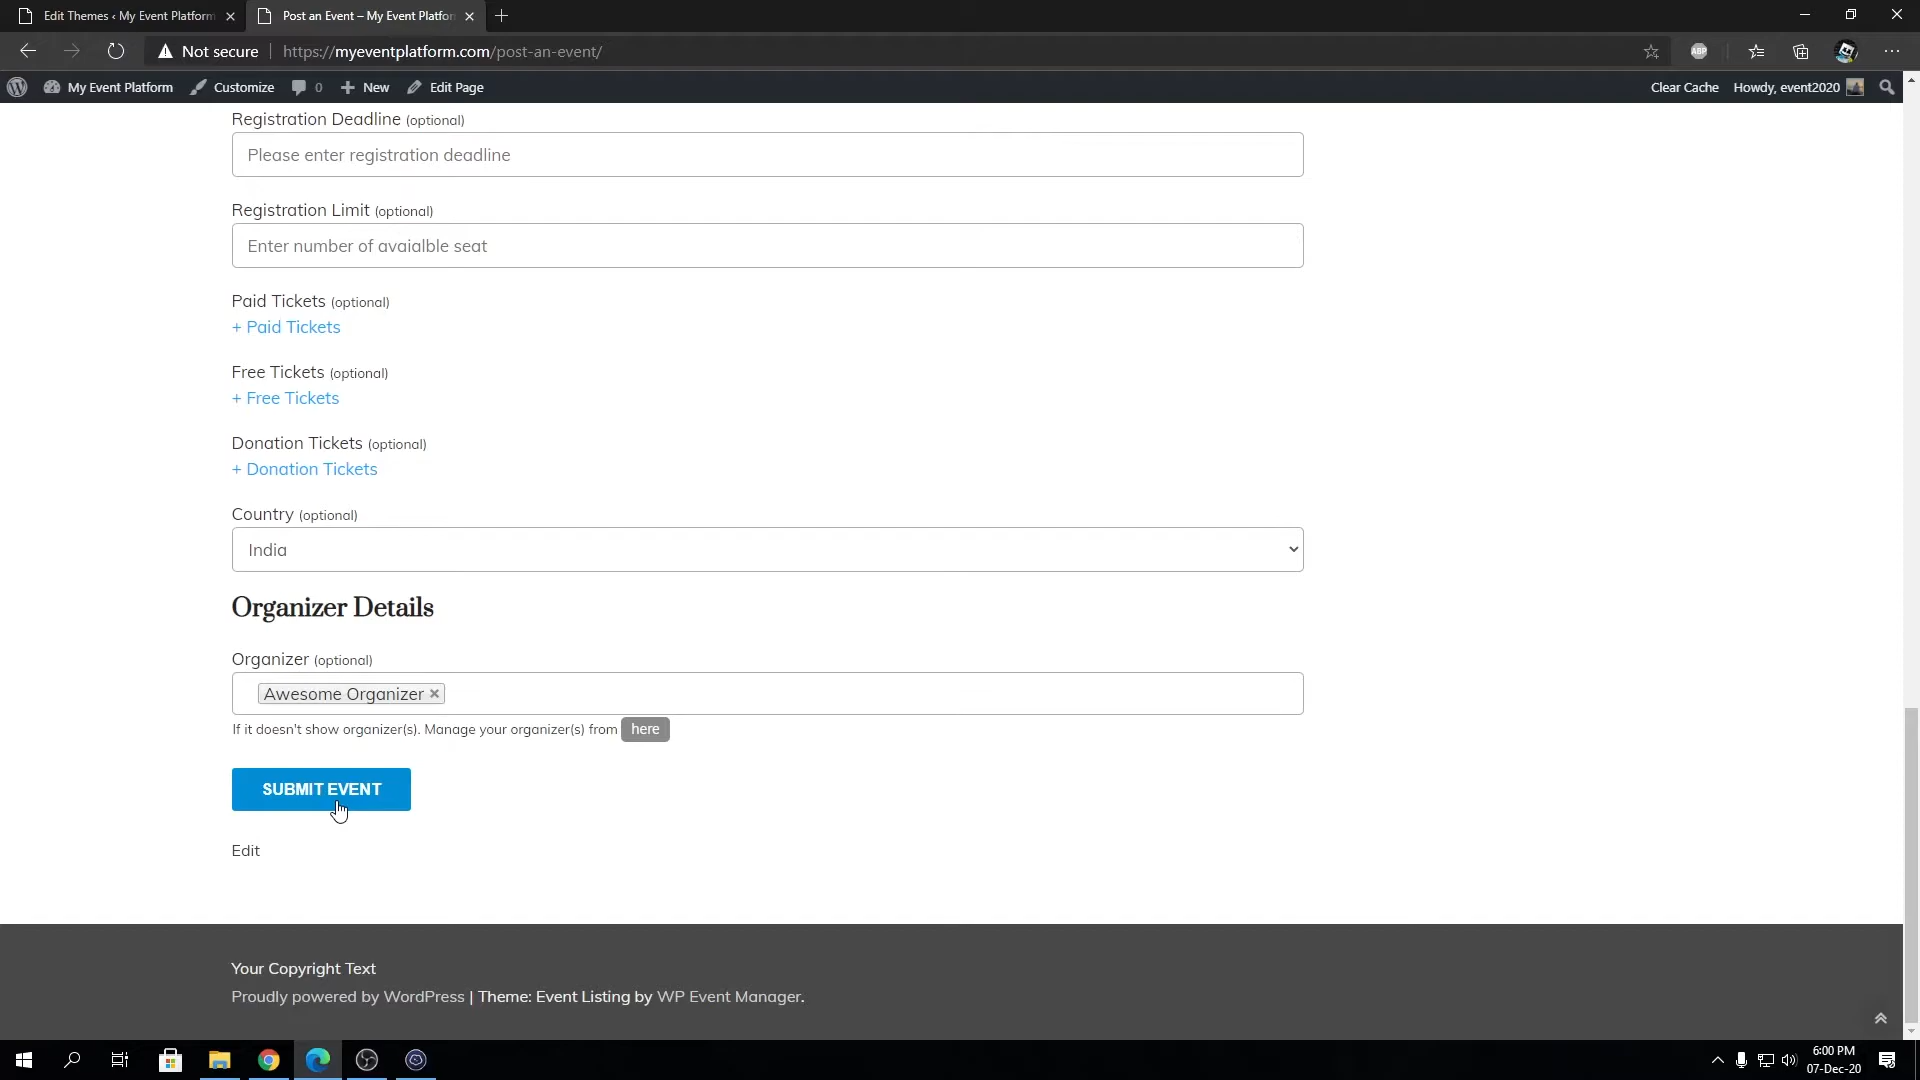 Edit Themes ‹ My Event Platform
Post an Event – My Event Platfor
Not secure
https://myeventplatform.com/post-an-event/
ABP
My Event Platform
Customize
0
New
Edit Page
Clear Cache
Howdy, event2020
Registration Deadline (optional)
Please enter registration deadline
Registration Limit (optional)
Enter number of avaialble seat
Paid Tickets (optional)
+ Paid Tickets
Free Tickets (optional)
+ Free Tickets
Donation Tickets (optional)
+ Donation Tickets
Country (optional)
India
Organizer Details
Organizer (optional)
Awesome Organizer ×
If it doesn't show organizer(s). Manage your organizer(s) from here
SUBMIT EVENT
Edit
Your Copyright Text
Proudly powered by WordPress | Theme: Event Listing by WP Event Manager.
6:00 PM
07-Dec-20